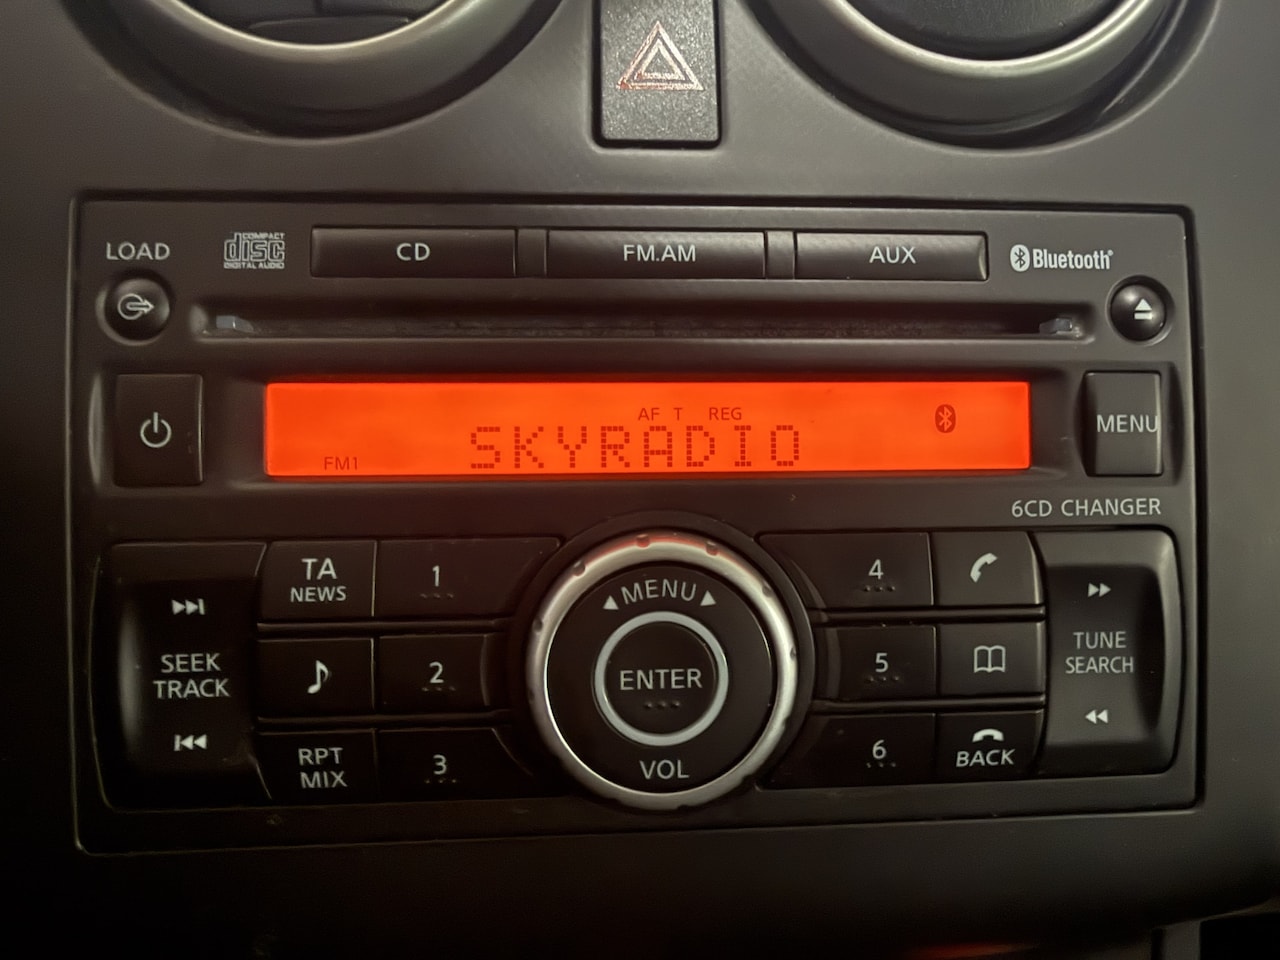 LOAD
COMPACT
disc
DIGITAL AUDIO
CD
FM.AM
AUX
Bluetooth®
AF T REG
SKYRADIO
FM1
MENU
6CD CHANGER
SEEK
TRACK
TA
NEWS
1
2
RPT
MIX
3
MENU
ENTER
VOL
4
5
6
BACK
TUNE
SEARCH